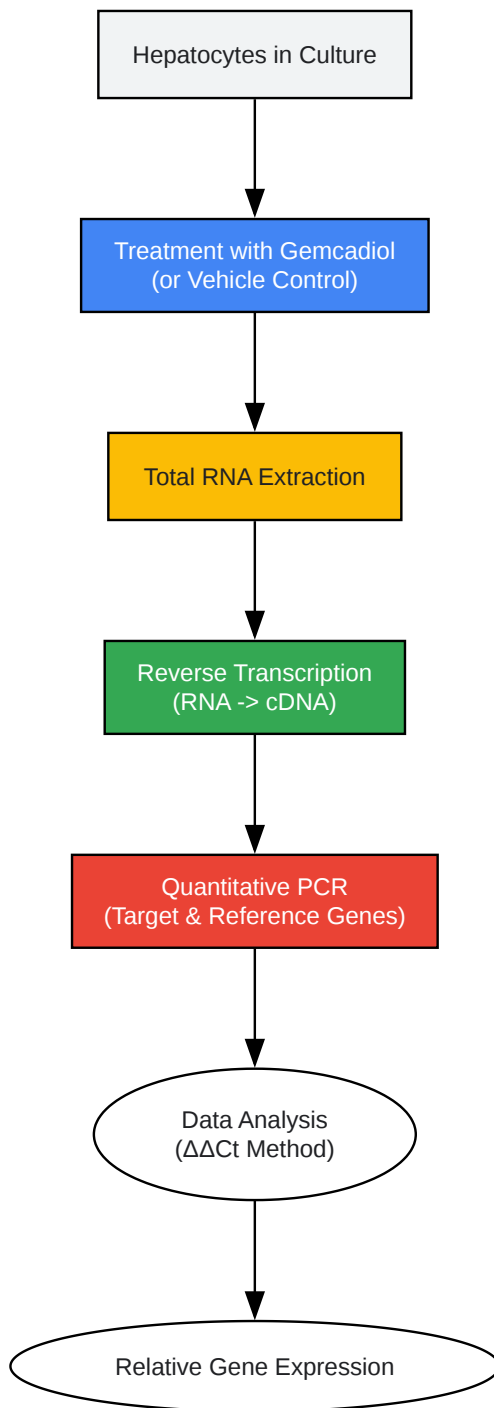 Hepatocytes in Culture
Treatment with Gemcadiol
(or Vehicle Control)
Total RNA Extraction
Reverse Transcription
(RNA -> cDNA)
Quantitative PCR
(Target & Reference Genes)
Data Analysis
(ΔΔCt Method)
Relative Gene Expression